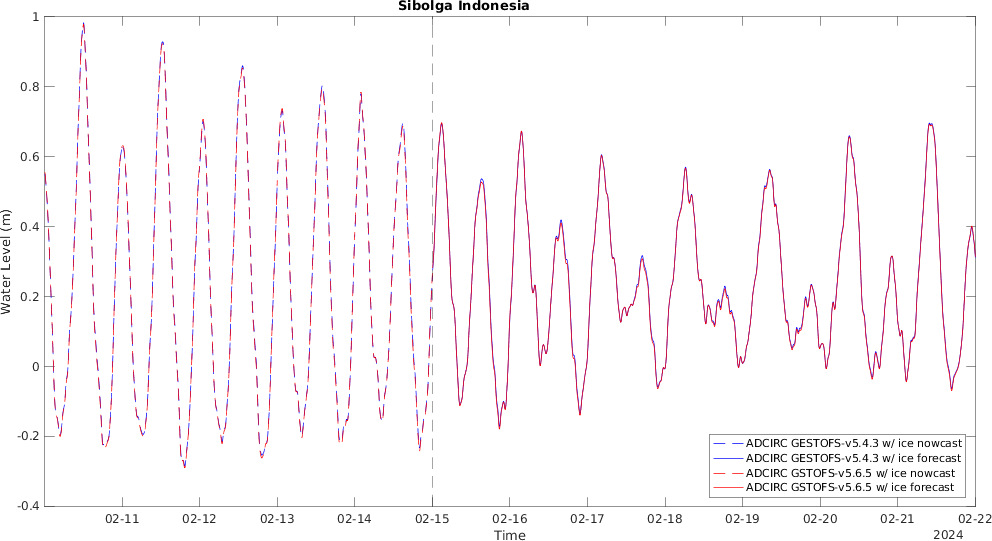 Sibolga Indonesia
1
0.8
0.6
0.4
0.2
0
-0.2
-0.4
Water Level (m)
ADCIRC GESTOFS-v5.4.3 w/ ice nowcast
ADCIRC GESTOFS-v5.4.3 w/ ice forecast
ADCIRC GSTOFS-v5.6.5 w/ ice nowcast
ADCIRC GSTOFS-v5.6.5 w/ ice forecast
02-11 02-12 02-13 02-14 02-15 02-16 02-17 02-18 02-19 02-20 02-21 02-22
Time
2024